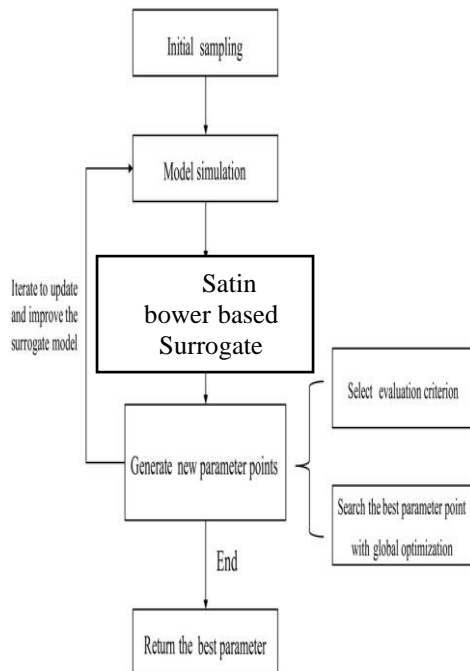 Initial sampling
Model simulation
Iterate to update
and improve the
surrogate model
Satin
bower based
Surrogate
Select evaluation criterion
Generate new parameter points
Search the best parameter point
with global optimization
End
Return the best parameter